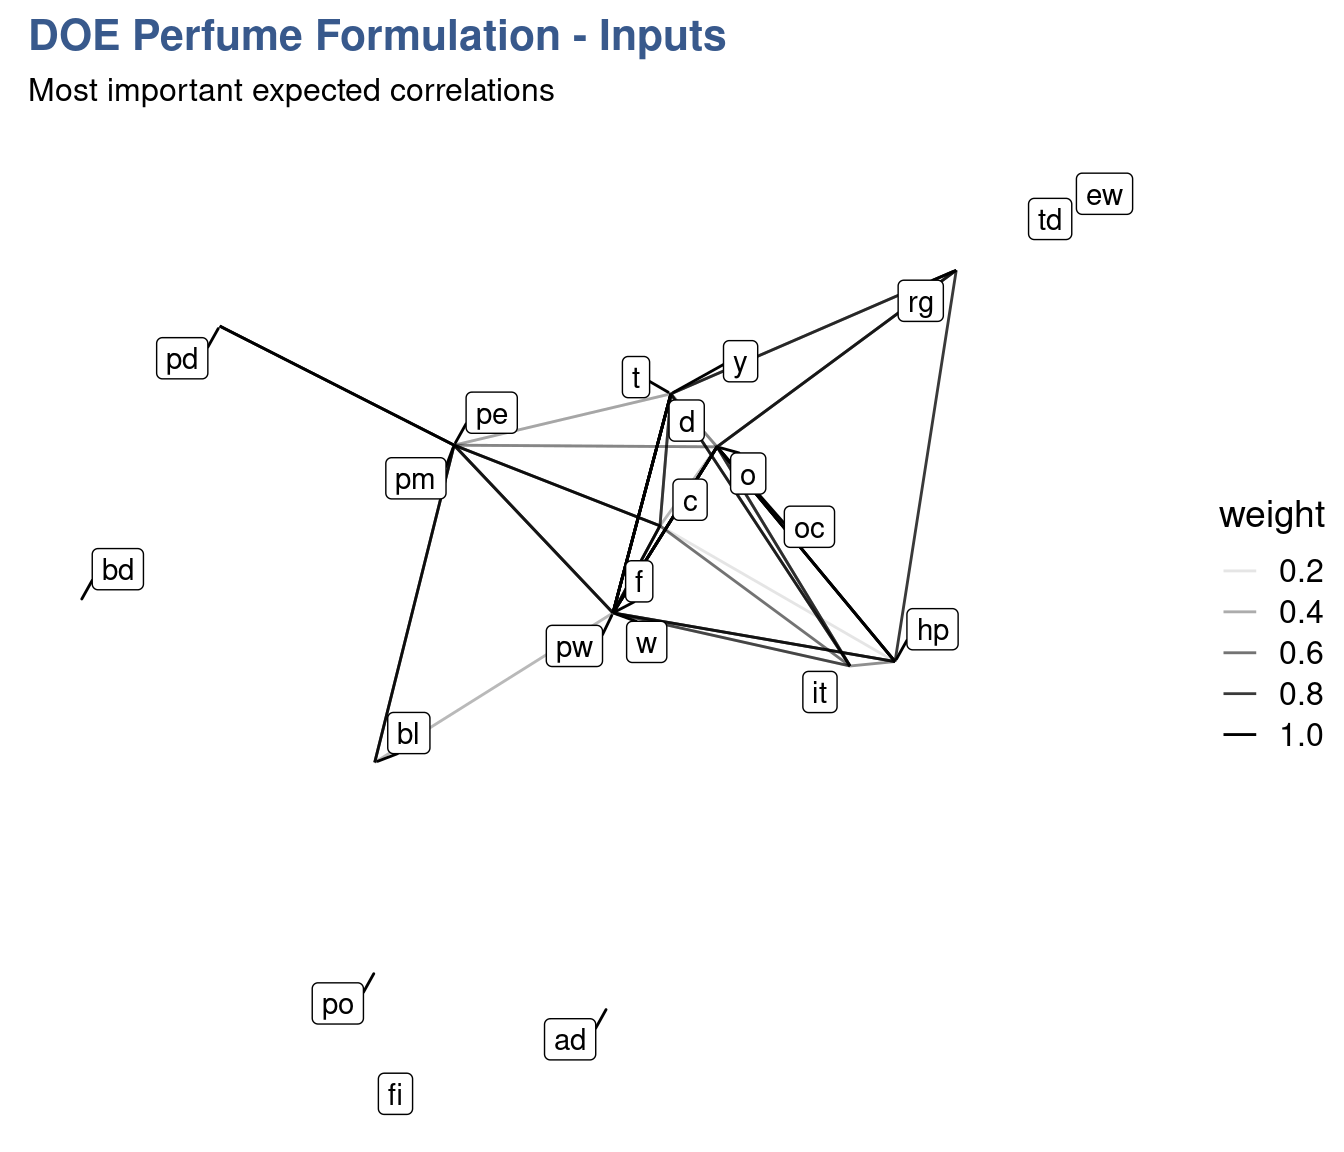 DOE Perfume Formulation - Inputs
Most important expected correlations
ew
td
rg
pd
t
y
pe
d
pm
o
c
oc
weight
bd
f
0.2
0.4
hp
pw
w
0.6
it
0.8
bl
1.0
po
ad
fi